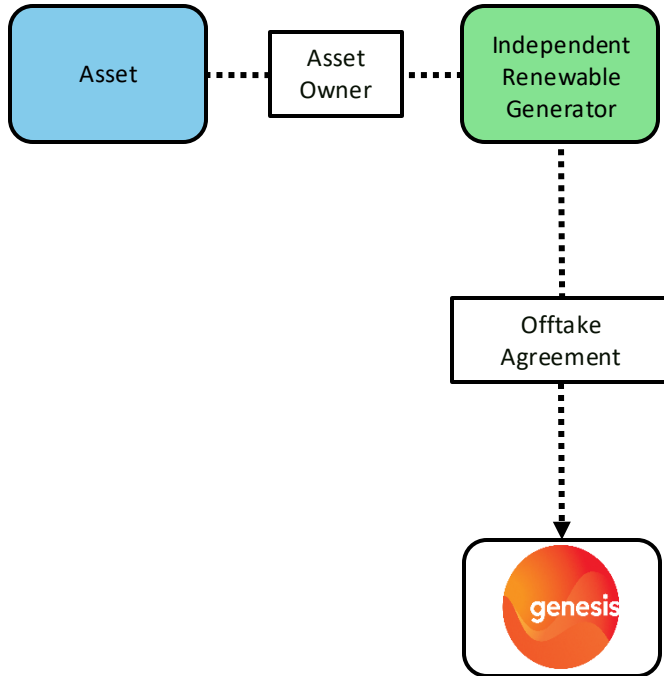 Asset
Asset
Owner
Independent
Renewable
Generator
Offtake
Agreement
genesis